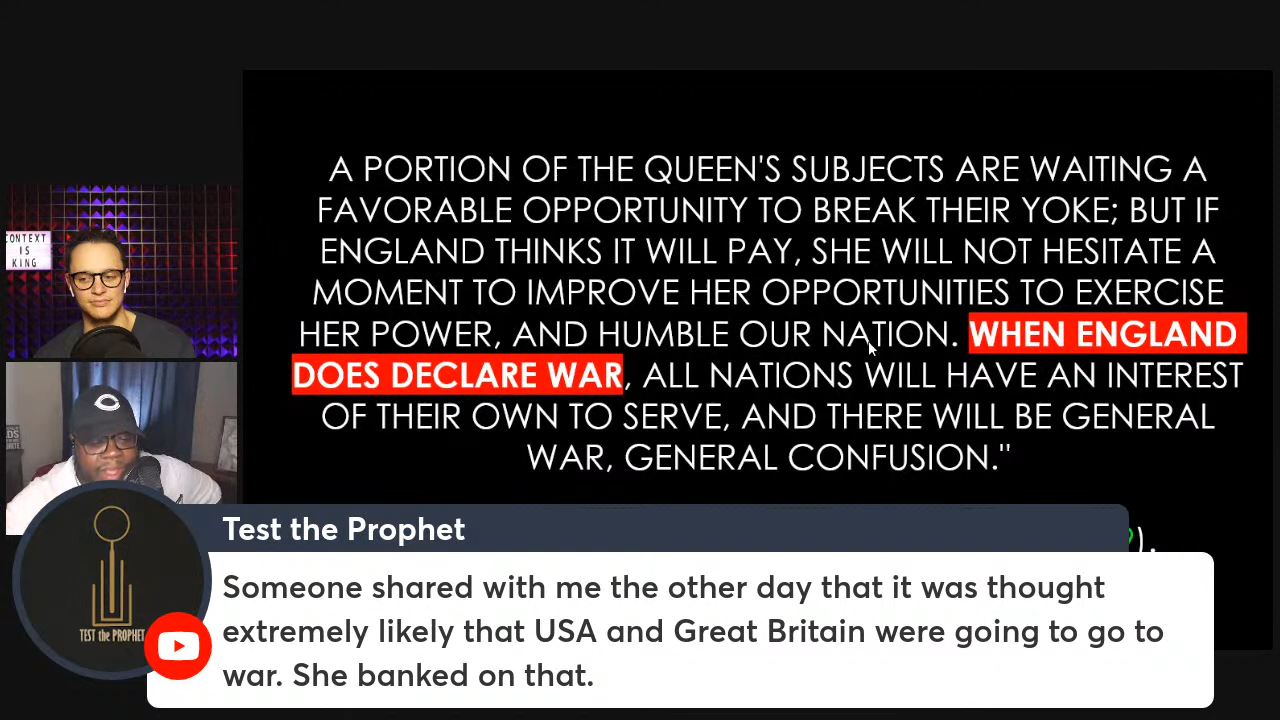 A PORTION OF THE QUEEN'S SUBJECTS ARE WAITING A
FAVORABLE OPPORTUNITY TO BREAK THEIR YOKE; BUT IF
ENGLAND THINKS IT WILL PAY, SHE WILL NOT HESITATE A
MOMENT TO IMPROVE HER OPPORTUNITIES TO EXERCISE
HER POWER, AND HUMBLE OUR NATION. WHEN ENGLAND
DOES DECLARE WAR, ALL NATIONS WILL HAVE AN INTEREST
OF THEIR OWN TO SERVE, AND THERE WILL BE GENERAL
WAR, GENERAL CONFUSION."
).
CONTEXT
IS
KING
Test the Prophet
Someone shared with me the other day that it was thought
extremely likely that USA and Great Britain were going to go to
war. She banked on that.
TEST the PROPHET